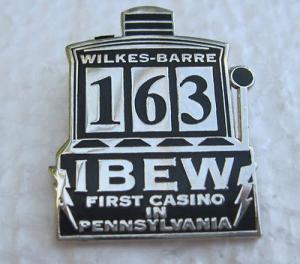 WILKES-BARRE
163
IBEW
FIRST CASINO
IN
PENNSYLVANIA